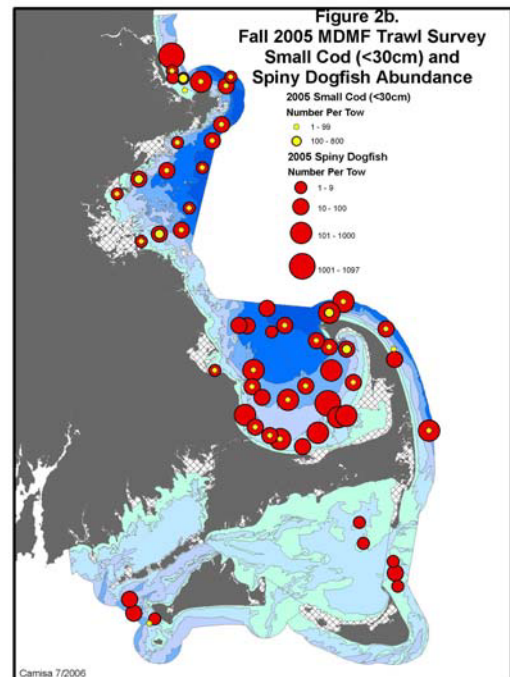 Figure 2b.
Fall 2005 MDMF Trawl Survey
Small Cod (<30cm) and
Spiny Dogfish Abundance
2005 Small Cod (<30cm)
Number Per Tow
1 - 99
100 - 800
2005 Spiny Dogfish
Number Per Tow
1 - 9
10 - 100
101 - 1000
1001 - 1097
Camisa 7/2006